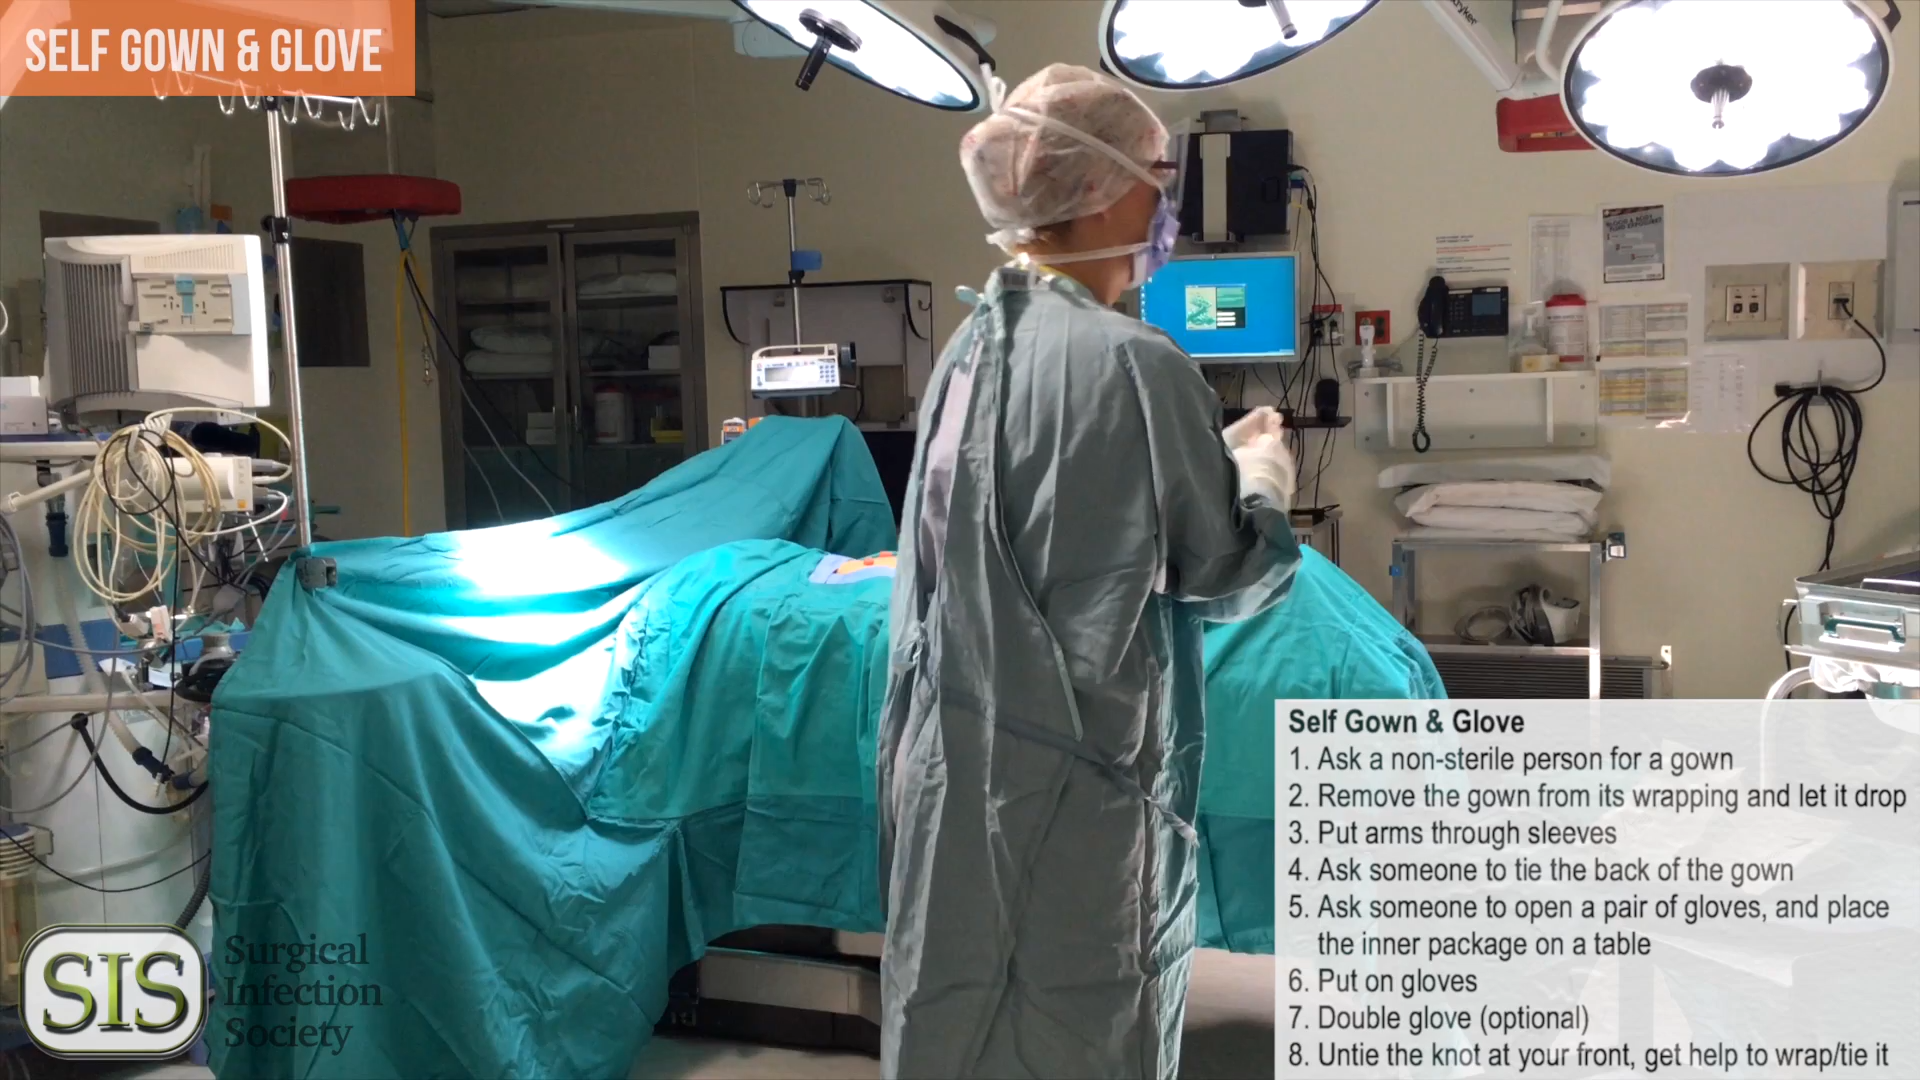 SELF GOWN & GLOVE
stryker
Self Gown & Glove
1. Ask a non-sterile person for a gown
2. Remove the gown from its wrapping and let it drop
3. Put arms through sleeves
4. Ask someone to tie the back of the gown
5. Ask someone to open a pair of gloves, and place
the inner package on a table
6. Put on gloves
7. Double glove (optional)
8. Untie the knot at your front, get help to wrap/tie it
SIS
Surgical
Infection
Society